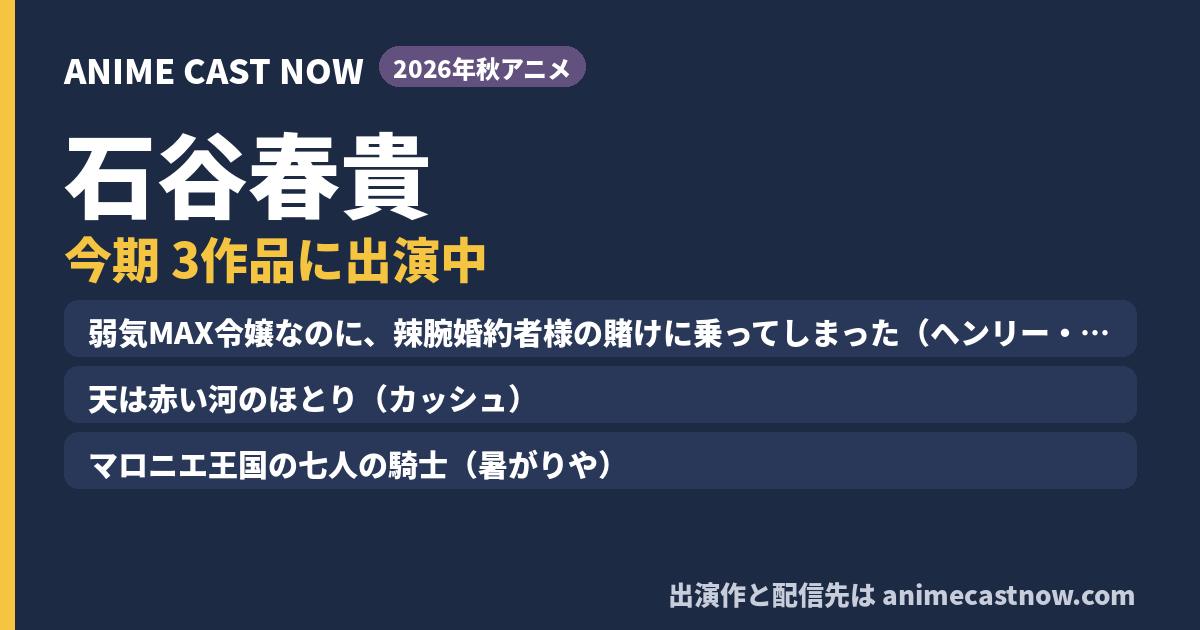 ANIME CAST NOW 2026年秋アニメ
石谷春貴
今期 3作品に出演中
弱気MAX令嬢なのに、辣腕婚約者様の賭けに乗ってしまった（ヘンリー・…
天は赤い河のほとり（カッシュ）
マロニエ王国の七人の騎士（暑がりや）
出演作と配信先は animecastnow.com